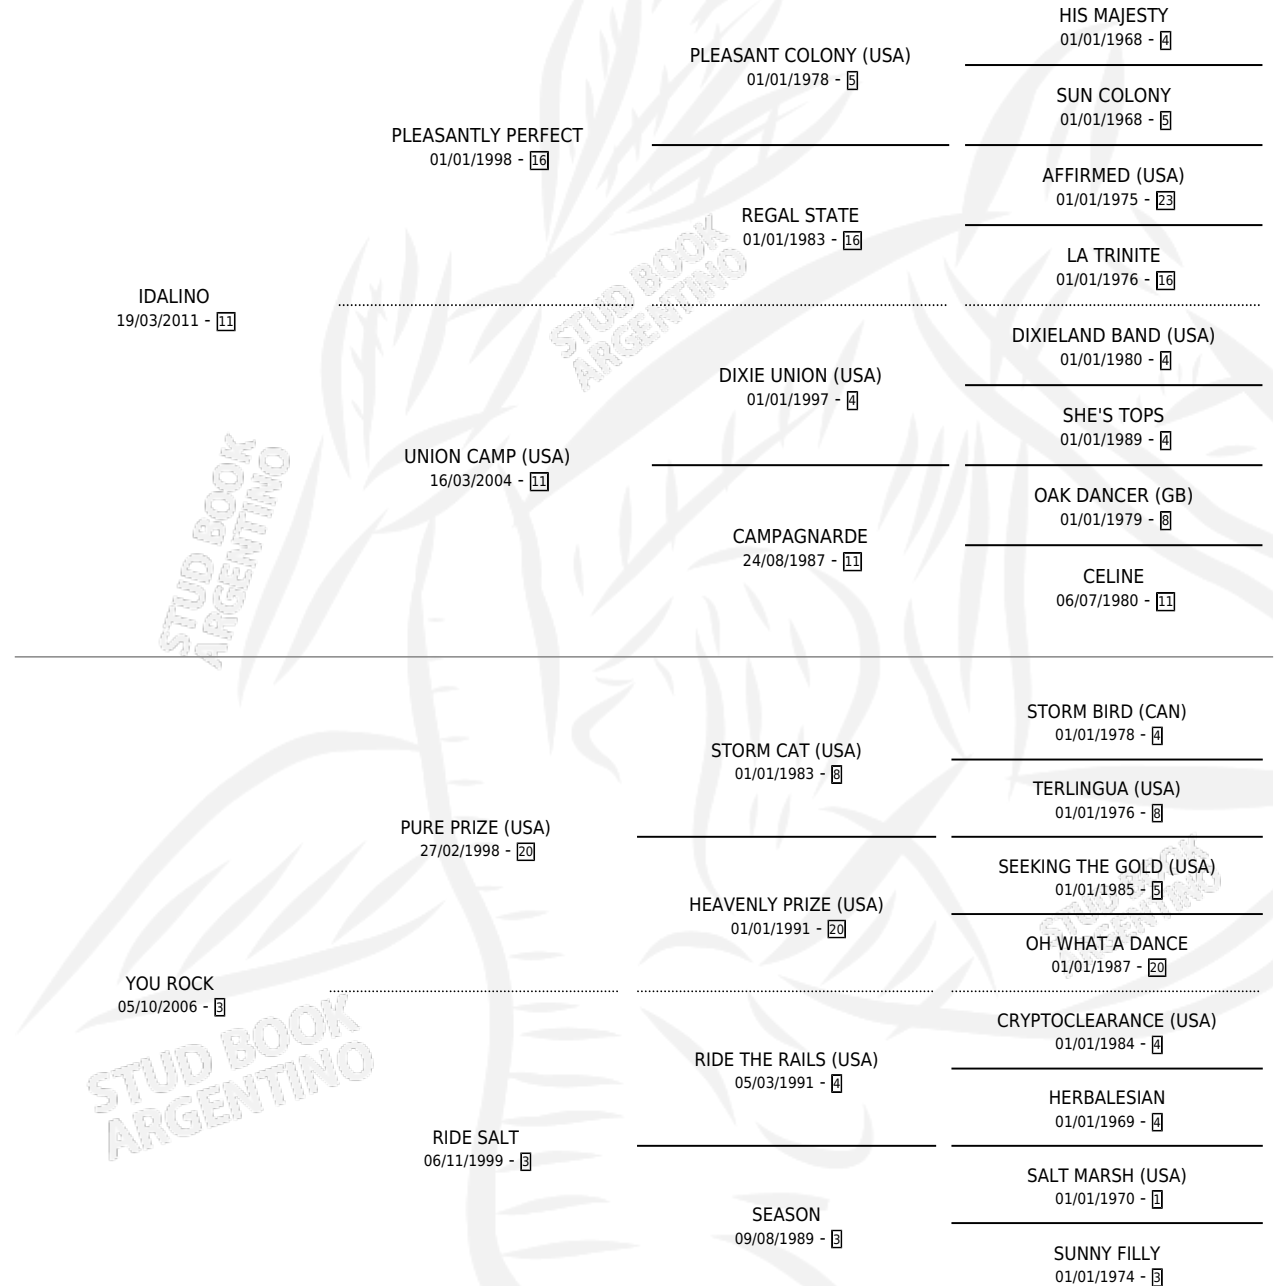 HIS MAJESTY
01/01/1968 - 4
PLEASANT COLONY (USA)
01/01/1978 - 5
SUN COLONY
01/01/1968 - 5
PLEASANTLY PERFECT
01/01/1998 - 16
AFFIRMED (USA)
01/01/1975 - 23
REGAL STATE
01/01/1983 - 16
LA TRINITE
01/01/1976 - 16
IDALINO
19/03/2011 - 11
DIXIELAND BAND (USA)
01/01/1980 - 4
DIXIE UNION (USA)
01/01/1997 - 4
SHE'S TOPS
01/01/1989 - 4
UNION CAMP (USA)
16/03/2004 - 11
OAK DANCER (GB)
01/01/1979 - 8
CAMPAGNARDE
24/08/1987 - 11
CELINE
06/07/1980 - 11
STORM BIRD (CAN)
01/01/1978 - 4
STORM CAT (USA)
01/01/1983 - 8
TERLINGUA (USA)
01/01/1976 - 8
PURE PRIZE (USA)
27/02/1998 - 20
SEEKING THE GOLD (USA)
01/01/1985 - 5
HEAVENLY PRIZE (USA)
01/01/1991 - 20
OH WHAT A DANCE
01/01/1987 - 20
YOU ROCK
05/10/2006 - 3
CRYPTOCLEARANCE (USA)
01/01/1984 - 4
RIDE THE RAILS (USA)
05/03/1991 - 4
HERBALESIAN
01/01/1969 - 4
RIDE SALT
06/11/1999 - 3
SALT MARSH (USA)
01/01/1970 - 1
SEASON
09/08/1989 - 3
SUNNY FILLY
01/01/1974 - 3
STUD BOOK
ARGENTINO
STUD BOOK
ARGENTINO
STUD BOOK
ARGENTINO
STUD BOOK
ARGENTINO